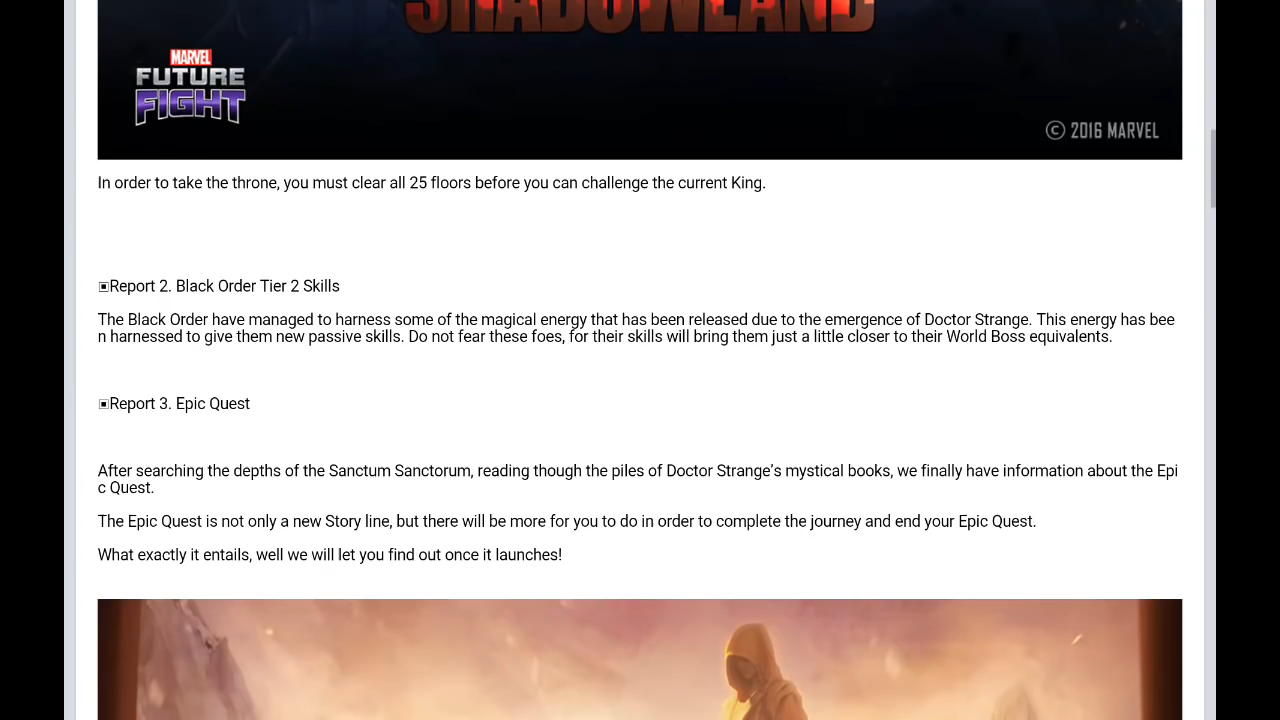 SHADOWLAND
MARVEL
FUTURE
FIGHT
© 2016 MARVEL
In order to take the throne, you must clear all 25 floors before you can challenge the current King.
▣Report 2. Black Order Tier 2 Skills
The Black Order have managed to harness some of the magical energy that has been released due to the emergence of Doctor Strange. This energy has bee
n harnessed to give them new passive skills. Do not fear these foes, for their skills will bring them just a little closer to their World Boss equivalents.
▣Report 3. Epic Quest
After searching the depths of the Sanctum Sanctorum, reading though the piles of Doctor Strange's mystical books, we finally have information about the Epi
c Quest.
The Epic Quest is not only a new Story line, but there will be more for you to do in order to complete the journey and end your Epic Quest.
What exactly it entails, well we will let you find out once it launches!